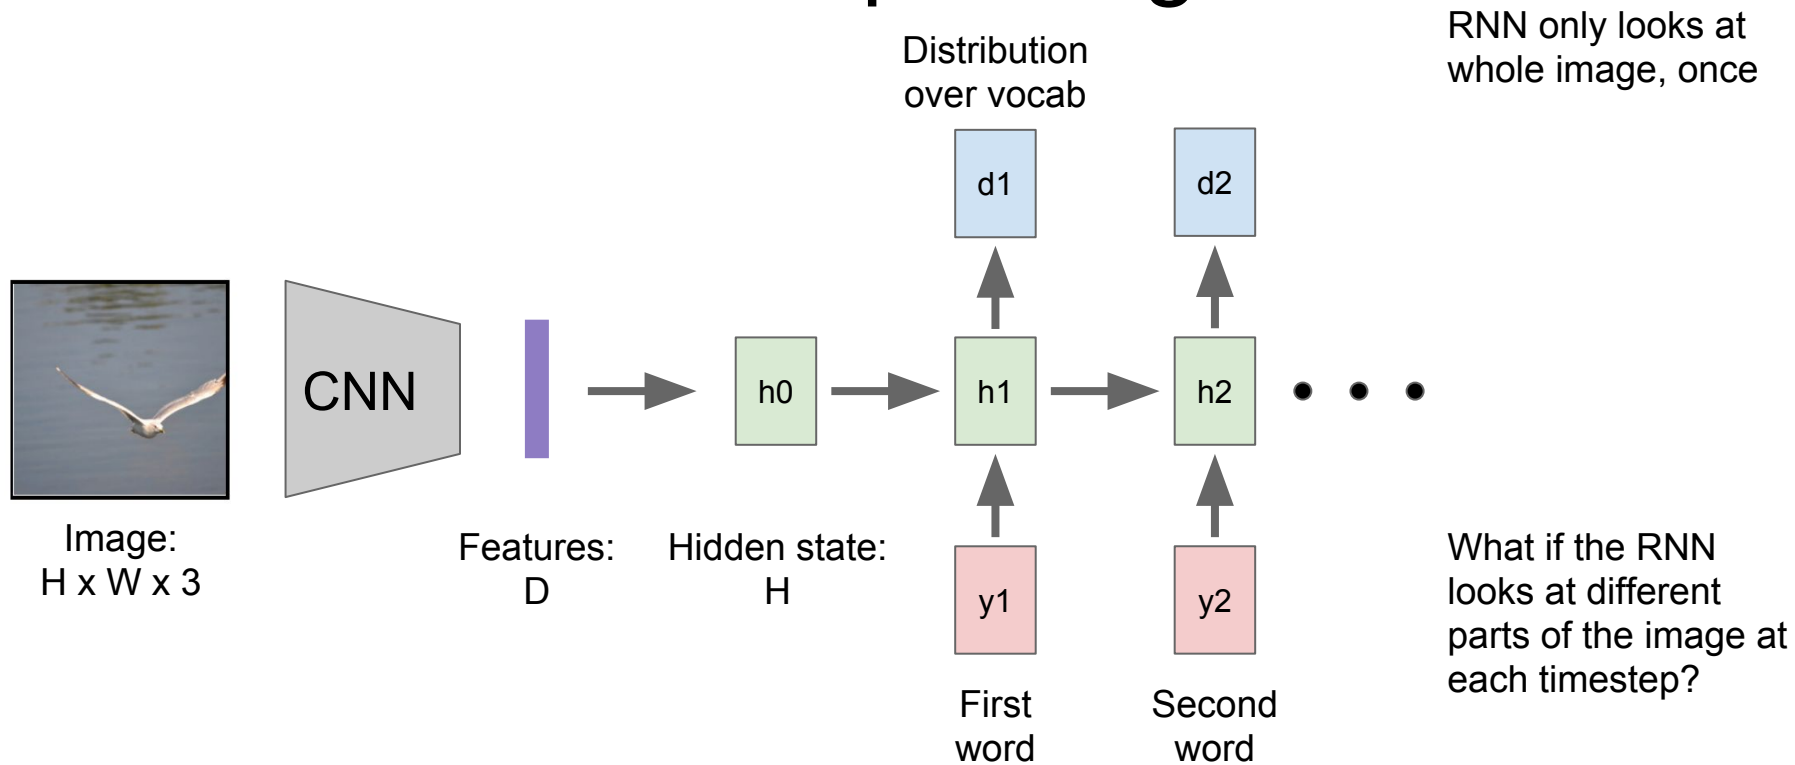 RNN only looks at
whole image, once
Distribution
over vocab
d1
d2
CNN
h0
h1
h2
Image:
H x W x 3
Features:
D
Hidden state:
H
y1
y2
First
word
Second
word
What if the RNN
looks at different
parts of the image at
each timestep?